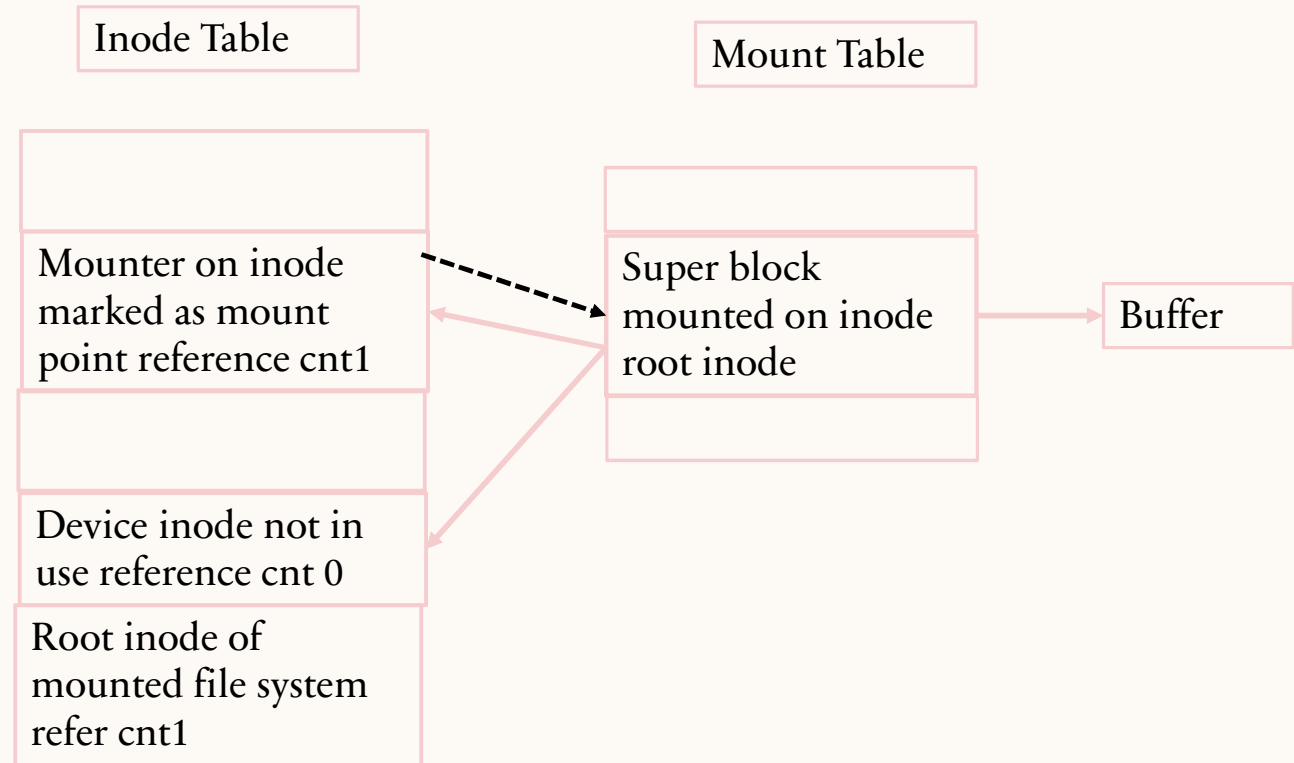 Inode Table
Mount Table
Mounter on inode
marked as mount
point reference cnt1
Super block
mounted on inode
root inode
Buffer
Device inode not in
use reference cnt 0
Root inode of
mounted file system
refer cnt1